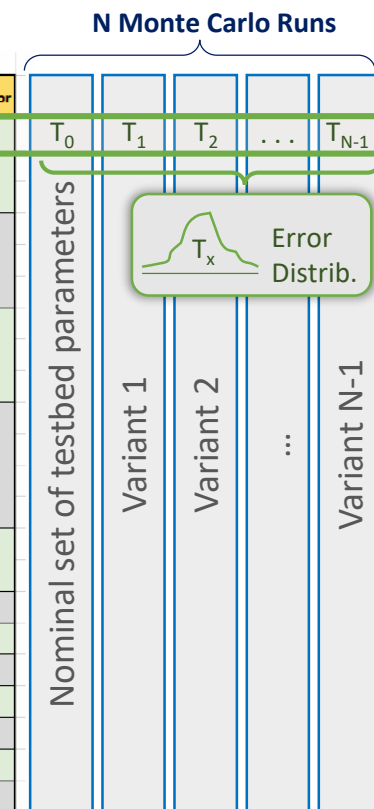 N Monte Carlo Runs
or
T₀ T₁ T₂ ... Tₙ₋₁
Tₓ
Error
Distrib.
Nominal set of testbed parameters
Variant 1
Variant 2
...
Variant N-1